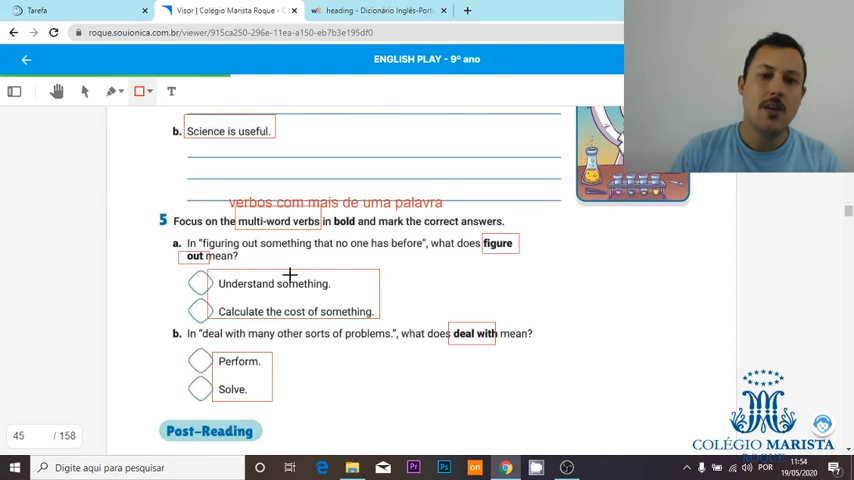 Tarefa
Visor | Colégio Marista Roque - C
heading - Dicionário Inglês-Port
roque.souionica.com.br/viewer/915ca250-296e-11ea-a150-eb7b3e195df0
ENGLISH PLAY - 9º ano
T
b. Science is useful.
verbos com mais de uma palavra
5 Focus on the multi-word verbs in bold and mark the correct answers.
a. In “figuring out something that no one has before”, what does figure
out mean?
Understand something.
Calculate the cost of something.
b. In “deal with many other sorts of problems.”, what does deal with mean?
Perform.
Solve.
Post-Reading
45 / 158
COLÉGIO MARISTA
ROQUE
Digite aqui para pesquisar
Pr
Ps
on
POR
11:54
19/05/2020